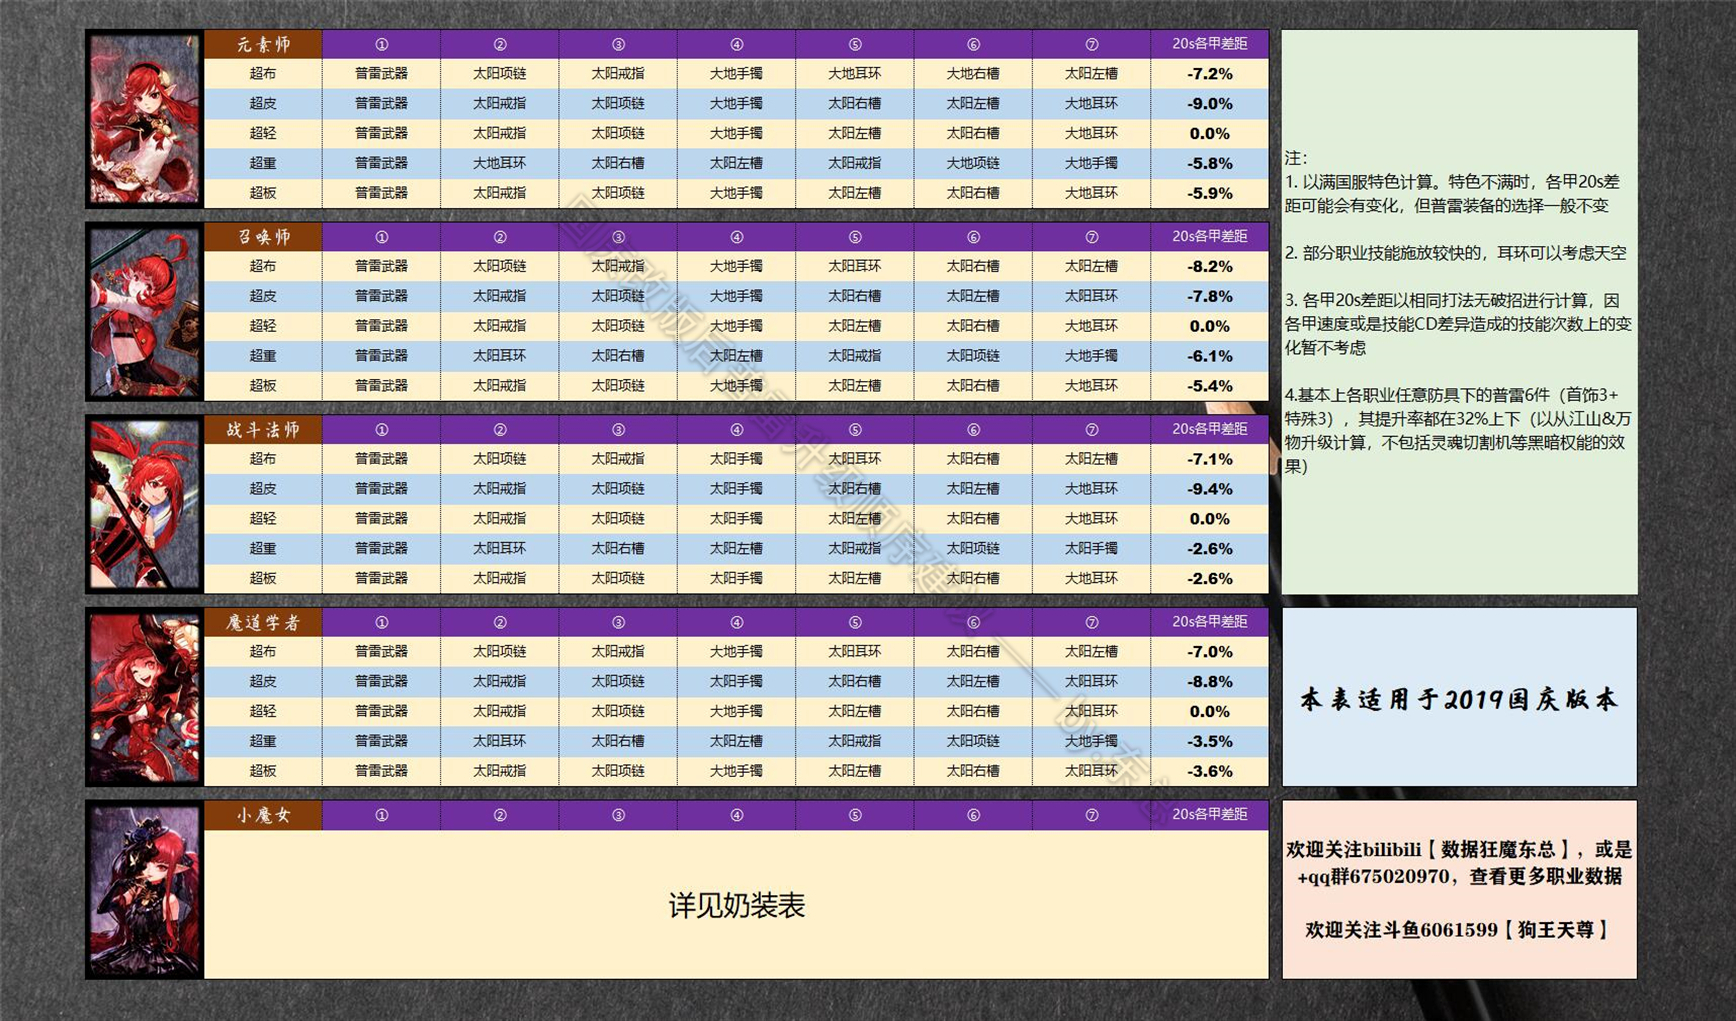 元素师 ① ② ③ ④ ⑤ ⑥ ⑦ 20s各甲差距
超布 普雷武器 太阳项链 太阳戒指 大地手镯 大地耳环 大地右槽 太阳左槽 -7.2%
超皮 普雷武器 太阳戒指 太阳项链 大地手镯 太阳右槽 太阳左槽 大地耳环 -9.0%
超轻 普雷武器 太阳戒指 太阳项链 大地手镯 太阳左槽 太阳右槽 大地耳环 0.0%
超重 普雷武器 大地耳环 太阳右槽 太阳左槽 太阳戒指 大地项链 大地手镯 -5.8%
超板 普雷武器 太阳戒指 太阳项链 大地手镯 太阳左槽 太阳右槽 大地耳环 -5.9%
召唤师 ① ② ③ ④ ⑤ ⑥ ⑦ 20s各甲差距
超布 普雷武器 太阳项链 太阳戒指 大地手镯 太阳耳环 太阳右槽 太阳左槽 -8.2%
超皮 普雷武器 太阳戒指 太阳项链 大地手镯 太阳右槽 太阳左槽 太阳耳环 -7.8%
超轻 普雷武器 太阳戒指 太阳项链 大地手镯 太阳左槽 太阳右槽 大地耳环 0.0%
超重 普雷武器 太阳耳环 太阳右槽 太阳左槽 太阳戒指 太阳项链 大地手镯 -6.1%
超板 普雷武器 太阳戒指 太阳项链 大地手镯 太阳左槽 太阳右槽 大地耳环 -5.4%
战斗法师 ① ② ③ ④ ⑤ ⑥ ⑦ 20s各甲差距
超布 普雷武器 太阳项链 太阳戒指 太阳手镯 太阳耳环 太阳右槽 太阳左槽 -7.1%
超皮 普雷武器 太阳戒指 太阳项链 太阳手镯 太阳右槽 太阳左槽 大地耳环 -9.4%
超轻 普雷武器 太阳戒指 太阳项链 太阳手镯 太阳左槽 太阳右槽 大地耳环 0.0%
超重 普雷武器 太阳耳环 太阳右槽 太阳左槽 太阳戒指 太阳项链 太阳手镯 -2.6%
超板 普雷武器 太阳戒指 太阳项链 太阳手镯 太阳左槽 太阳右槽 大地耳环 -2.6%
魔道学者 ① ② ③ ④ ⑤ ⑥ ⑦ 20s各甲差距
超布 普雷武器 太阳项链 太阳戒指 大地手镯 太阳耳环 太阳右槽 太阳左槽 -7.0%
超皮 普雷武器 太阳戒指 太阳项链 太阳手镯 太阳右槽 太阳左槽 太阳耳环 -8.8%
超轻 普雷武器 太阳戒指 太阳项链 大地手镯 太阳左槽 太阳右槽 太阳耳环 0.0%
超重 普雷武器 太阳耳环 太阳右槽 太阳左槽 太阳戒指 太阳项链 大地手镯 -3.5%
超板 普雷武器 太阳戒指 太阳项链 大地手镯 太阳左槽 太阳右槽 太阳耳环 -3.6%
小魔女 ① ② ③ ④ ⑤ ⑥ ⑦ 20s各甲差距
详见奶装表
注：
1. 以满国服特色计算。特色不满时，各甲20s差
距可能会有变化，但普雷装备的选择一般不变
2. 部分职业技能施放较快的，耳环可以考虑天空
3. 各甲20s差距以相同打法无破招进行计算，因
各甲速度或是技能CD差异造成的技能次数上的变
化暂不考虑
4.基本上各职业任意防具下的普雷6件（首饰3+
特殊3），其提升率都在32%上下（以从江山&万
物升级计算，不包括灵魂切割机等黑暗权能的效
果）
本表适用于2019国庆版本
欢迎关注bilibili【数据狂魔东总】，或是
+qq群675020970，查看更多职业数据
欢迎关注斗鱼6061599【狗王天尊】
国庆改版后普雷升级顺序建议——by.东总